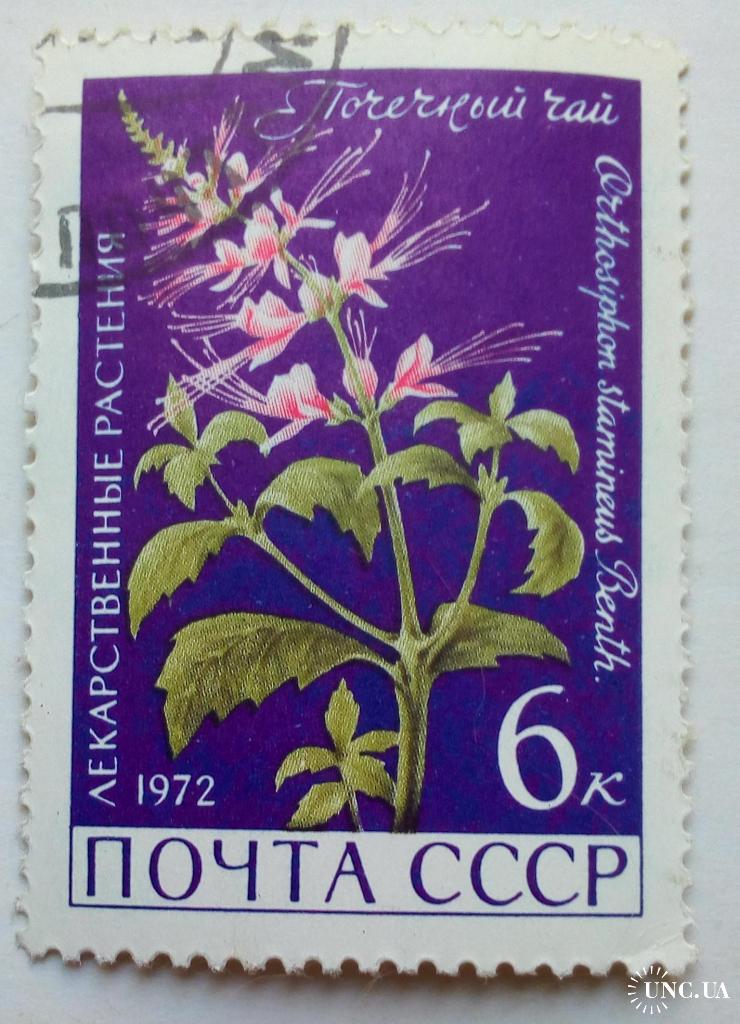 Почечный чай
Orthosiphon stamineus Benth.
ЛЕКАРСТВЕННЫЕ РАСТЕНИЯ
1972
6к
ПОЧТА СССР
UNC.UA